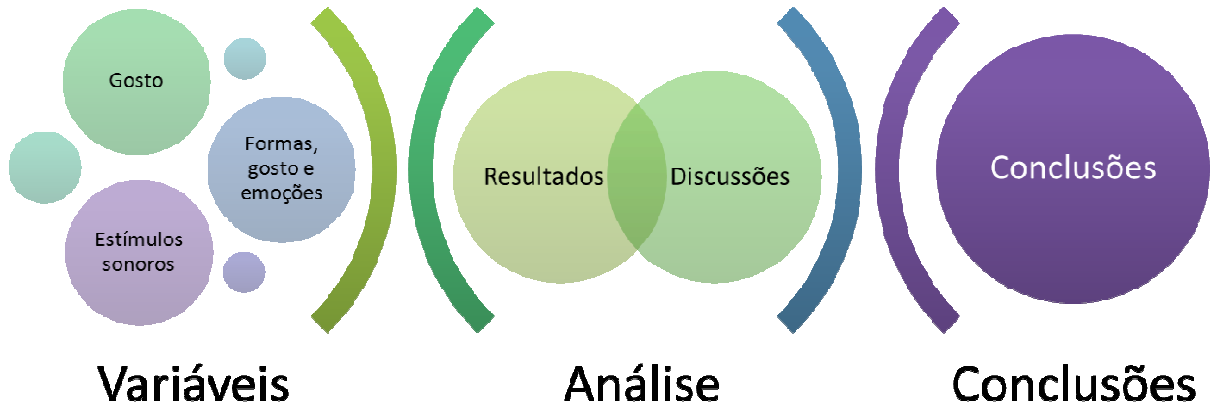 Gosto
Formas,
gosto e
emoções
Estímulos
sonoros
Variáveis
Resultados
Discussões
Análise
Conclusões
Conclusões